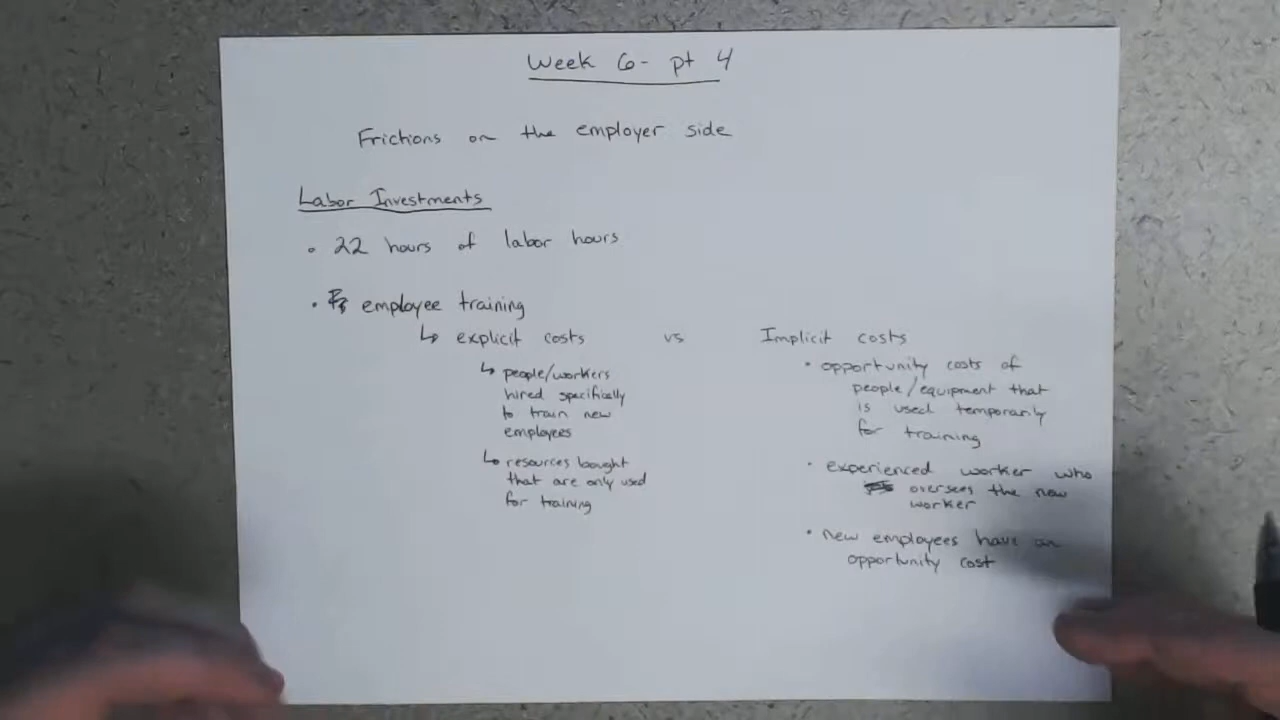 Week 6- pt 4
Frictions on the employer side
Labor Investments
• 22 hours of labor hours
• employee training
↳ explicit costs vs Implicit costs
↳ people/workers
hired specifically
to train new
employees
↳ resources bought
that are only used
for training
• opportunity costs of
people/equipment that
is used temporarily
for training
• experienced worker who
oversees the new
worker
• new employees have an
opportunity cost